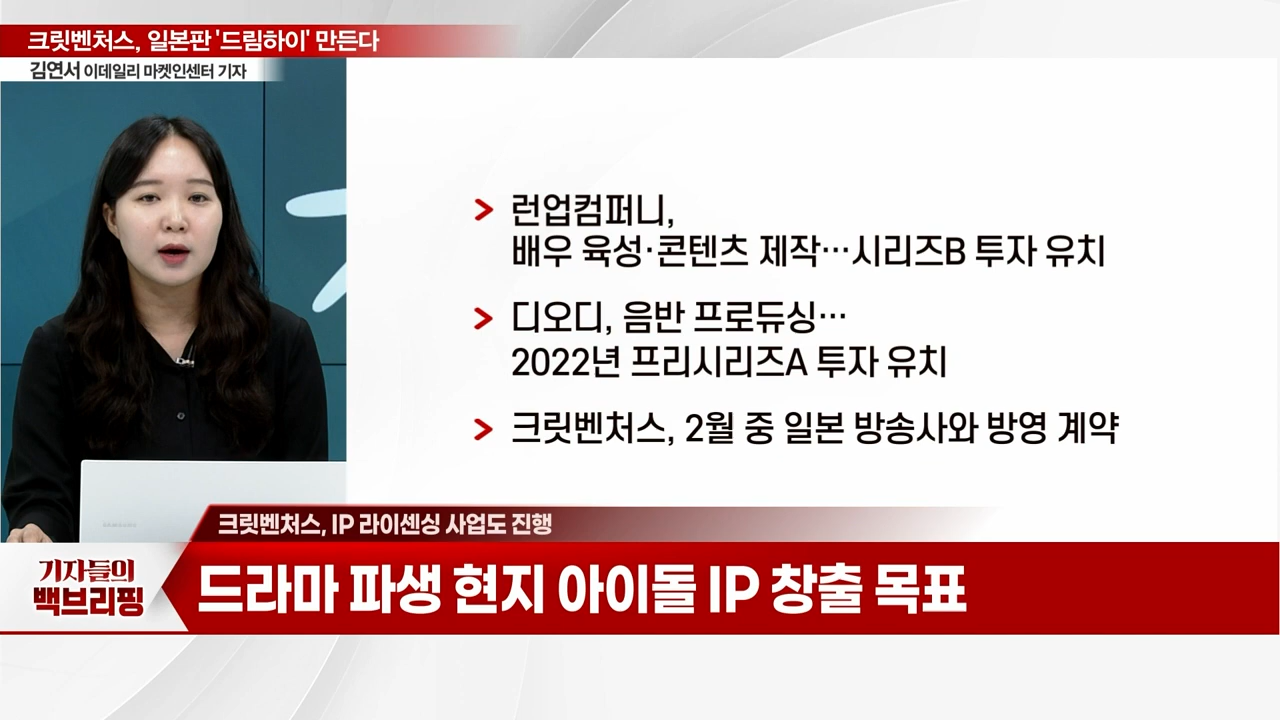 크릿벤처스, 일본판 '드림하이' 만든다
김연서 이데일리 마켓인센터 기자
> 런업컴퍼니,
배우 육성·콘텐츠 제작…시리즈B 투자 유치
> 디오디, 음반 프로듀싱…
2022년 프리시리즈A 투자 유치
> 크릿벤처스, 2월 중 일본 방송사와 방영 계약
크릿벤처스, IP 라이센싱 사업도 진행
기자들의
백브리핑
드라마 파생 현지 아이돌 IP 창출 목표